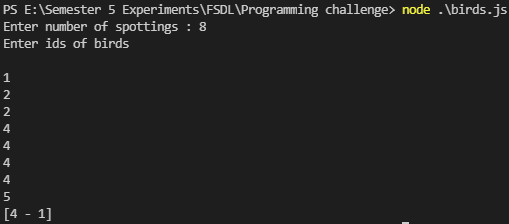 PS E:\Semester 5 Experiments\FSDL\Programming challenge> node .\birds.js
Enter number of spottings : 8
Enter ids of birds
1
2
2
4
4
4
4
5
[4 - 1]